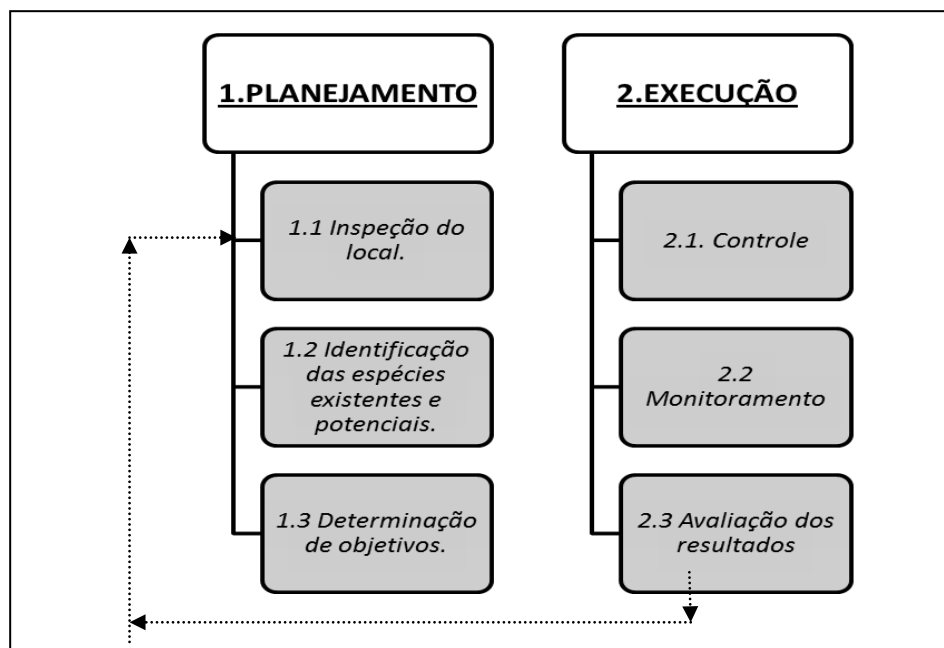 1.PLANEJAMENTO
1.1 Inspeção do
local.
1.2 Identificação
das espécies
existentes e
potenciais.
1.3 Determinação
de objetivos.
2.EXECUÇÃO
2.1. Controle
2.2
Monitoramento
2.3 Avaliação dos
resultados